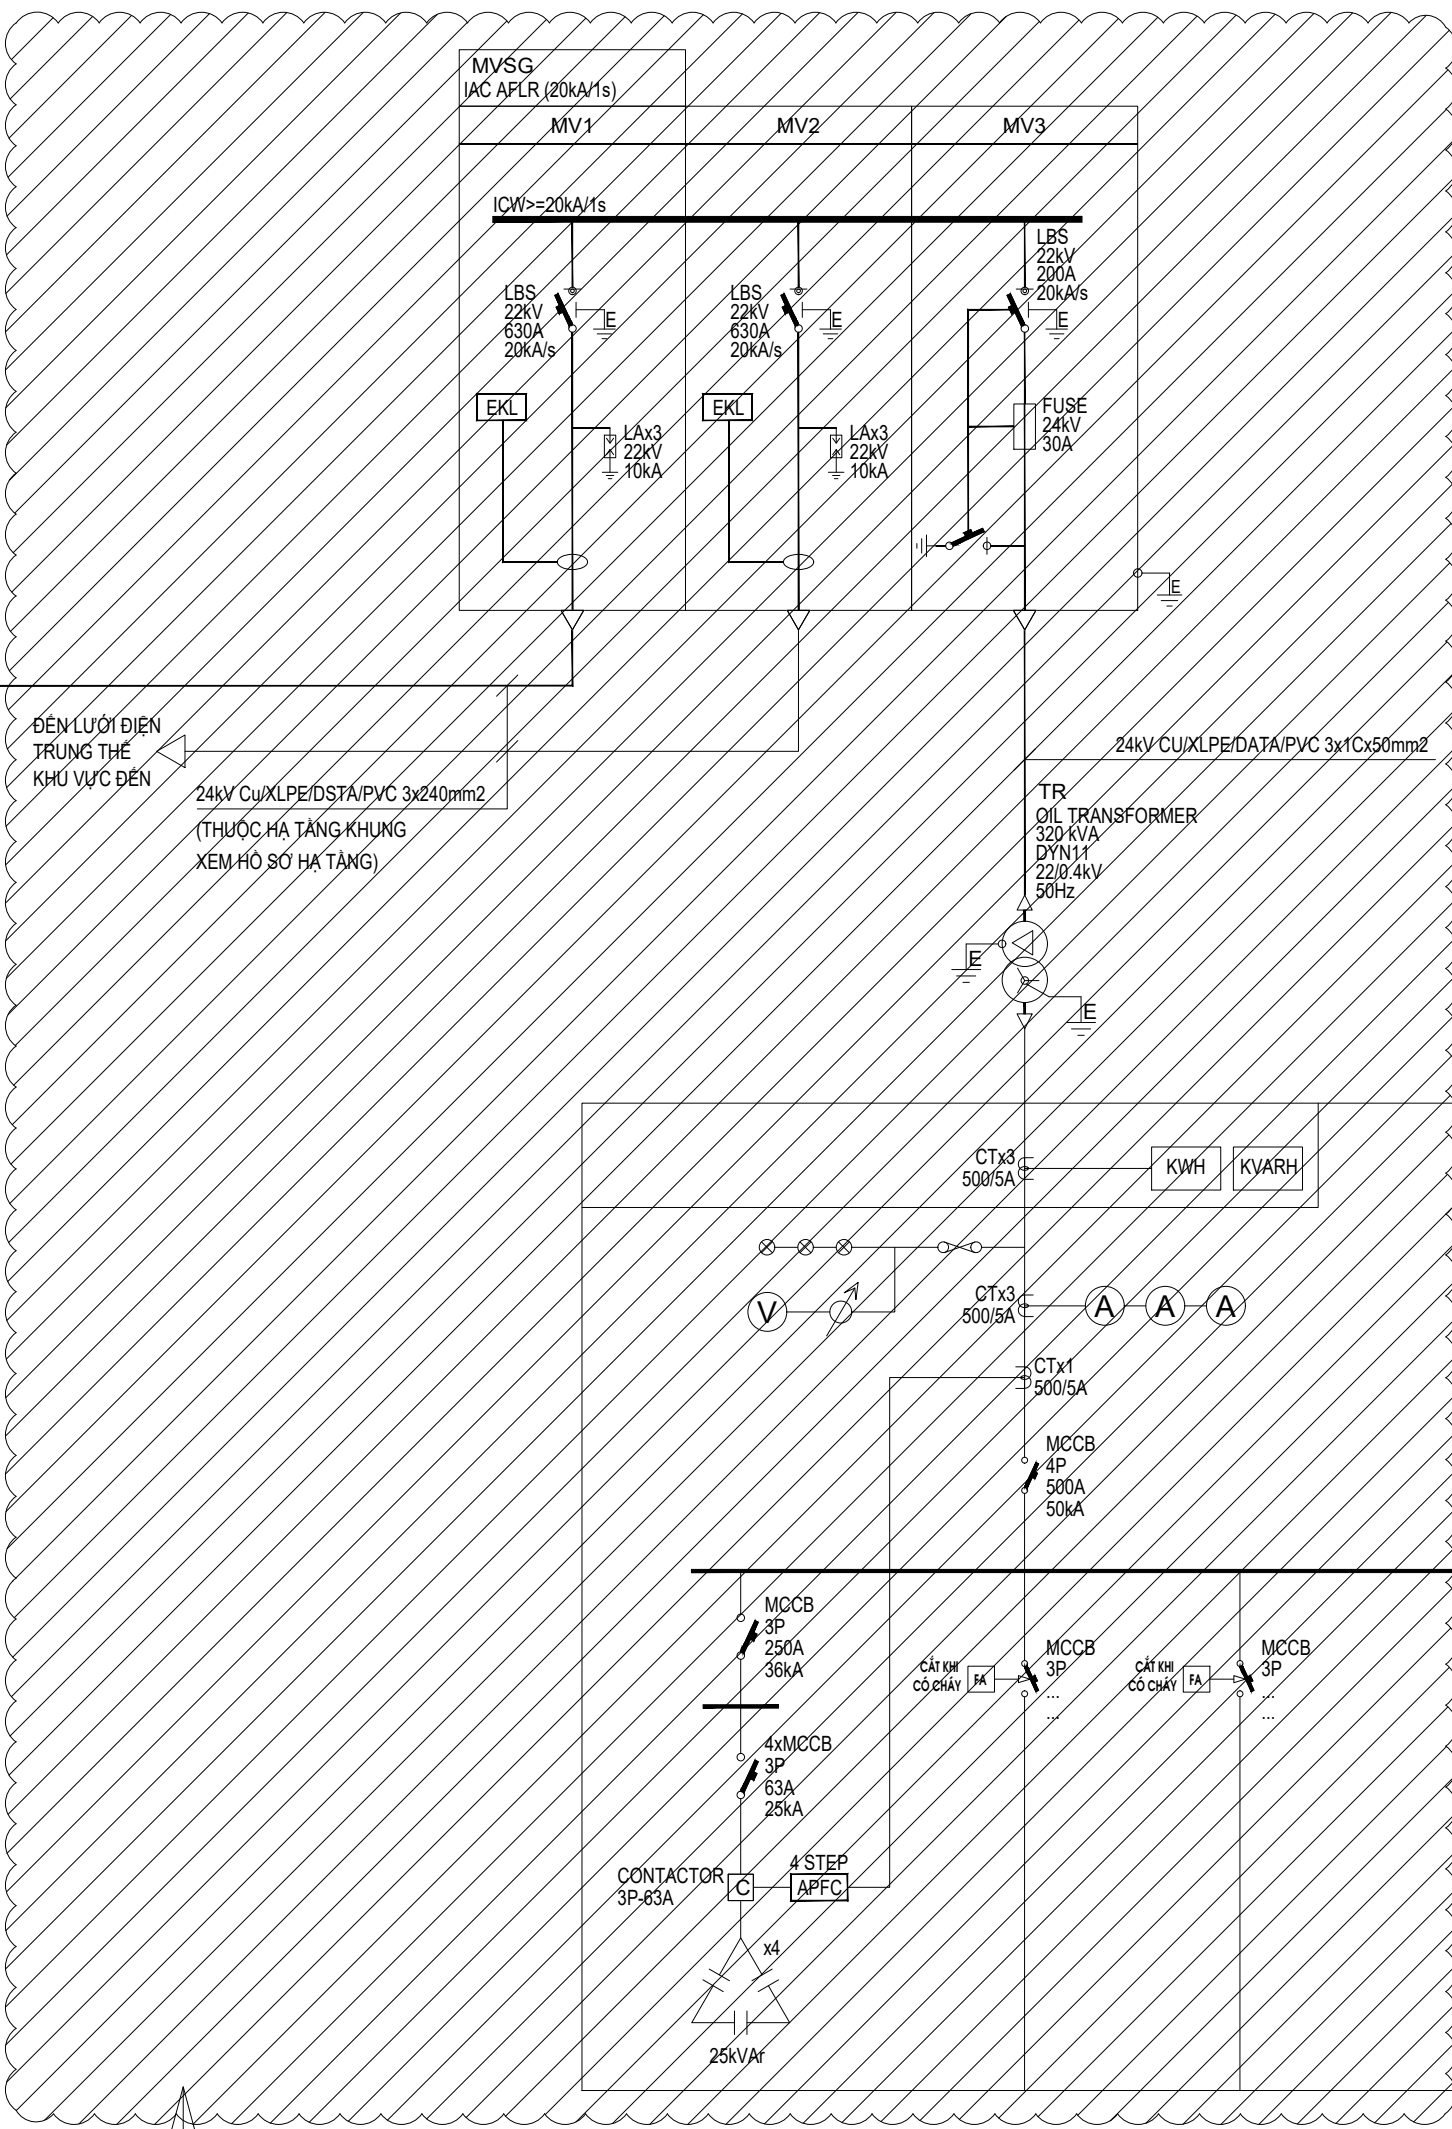 MVSG
IAC AFLR (20kA/1s)
MV1
MV2
MV3
ICW>=20kA/1s
LBS
22kV
630A
20kA/s
E
LBS
22kV
630A
20kA/s
E
LBS
22kV
200A
20kA/s
E
EKL
LAx3
22kV
10kA
EKL
LAx3
22kV
10kA
FUSE
24kV
30A
E
ĐẾN LƯỚI ĐIỆN
TRUNG THẾ
KHU VỰC ĐẾN
24kV Cu/XLPE/DSTA/PVC 3x240mm2
(THUỘC HẠ TẦNG KHUNG
XEM HỒ SƠ HẠ TẦNG)
24kV CU/XLPE/DATA/PVC 3x1Cx50mm2
TR
OIL TRANSFORMER
320 kVA
DYN11
22/0.4kV
50Hz
E
E
CTx3
500/5A
KWH
KVARH
V
CTx3
500/5A
A
A
A
CTx1
500/5A
MCCB
4P
500A
50kA
MCCB
3P
250A
36kA
CẮT KHI
CÓ CHÁY
FA
MCCB
3P
...
...
CẮT KHI
CÓ CHÁY
FA
MCCB
3P
...
...
4xMCCB
3P
63A
25kA
CONTACTOR
3P-63A
C
4 STEP
APFC
x4
25kVAr